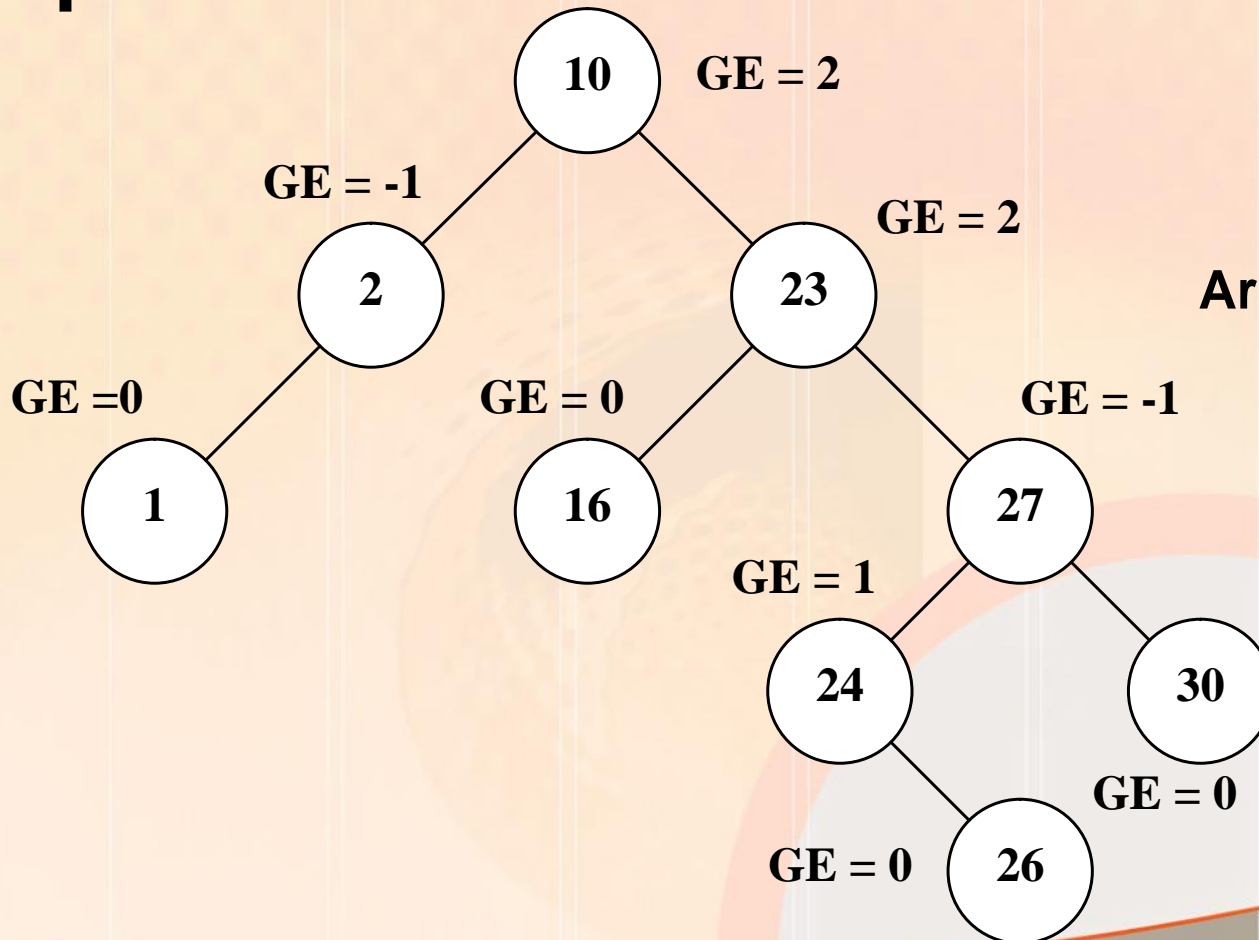 10 GE = 2
GE = -1
GE = 2
2 23
Ar
GE =0 GE = 0 GE = -1
1 16 27
GE = 1
24 30
GE = 0
GE = 0 26